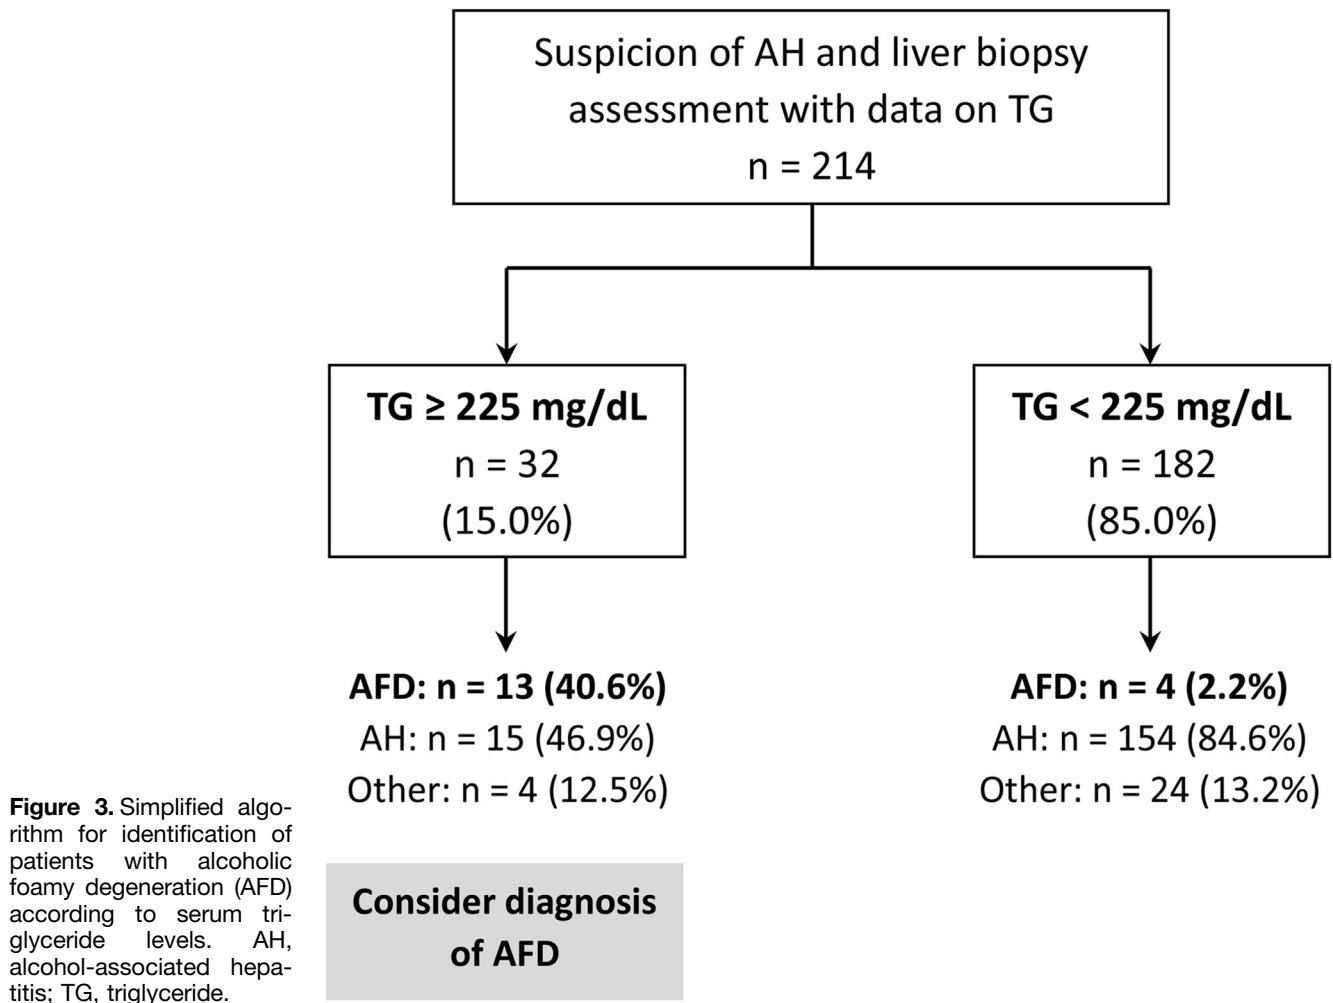 Suspicion of AH and liver biopsy
assessment with data on TG
n = 214
TG ≥ 225 mg/dL
n = 32
(15.0%)
TG < 225 mg/dL
n = 182
(85.0%)
AFD: n = 13 (40.6%)
AH: n = 15 (46.9%)
Other: n = 4 (12.5%)
AFD: n = 4 (2.2%)
AH: n = 154 (84.6%)
Other: n = 24 (13.2%)
Consider diagnosis
of AFD
Figure 3. Simplified algo-
rithm for identification of
patients with alcoholic
foamy degeneration (AFD)
according to serum tri-
glyceride levels. AH,
alcohol-associated hepa-
titis; TG, triglyceride.